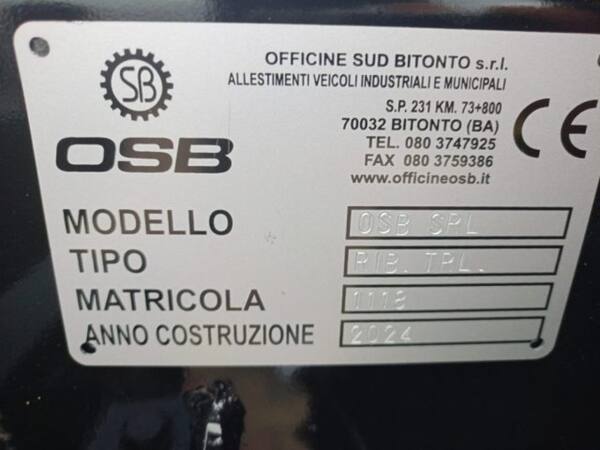 SB
OSB
OFFICINE SUD BITONTO s.r.l.
ALLESTIMENTI VEICOLI INDUSTRIALI E MUNICIPALI
S.P. 231 KM. 73+800
70032 BITONTO (BA)
TEL. 080 3747925
FAX 080 3759386
www.officineosb.it
CE
MODELLO OSB SRL
TIPO RIB. TRL.
MATRICOLA 1118
ANNO COSTRUZIONE 2024